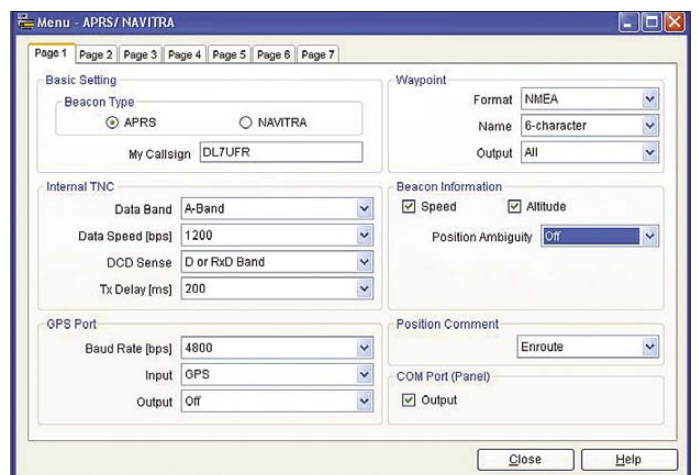 Menu - APRS/ NAVITRA
Page 1 Page 2 Page 3 Page 4 Page 5 Page 6 Page 7
Basic Setting
Beacon Type
APRS NAVITRA
My Callsign DL7UFR
Internal TNC
Data Band A-Band
Data Speed [bps] 1200
DCD Sense D or RxD Band
Tx Delay [ms] 200
GPS Port
Baud Rate [bps] 4800
Input GPS
Output Off
Waypoint
Format NMEA
Name 6-character
Output All
Beacon Information
Speed Altitude
Position Ambiguity Off
Position Comment
Enroute
COM Port (Panel)
Output
Close Help